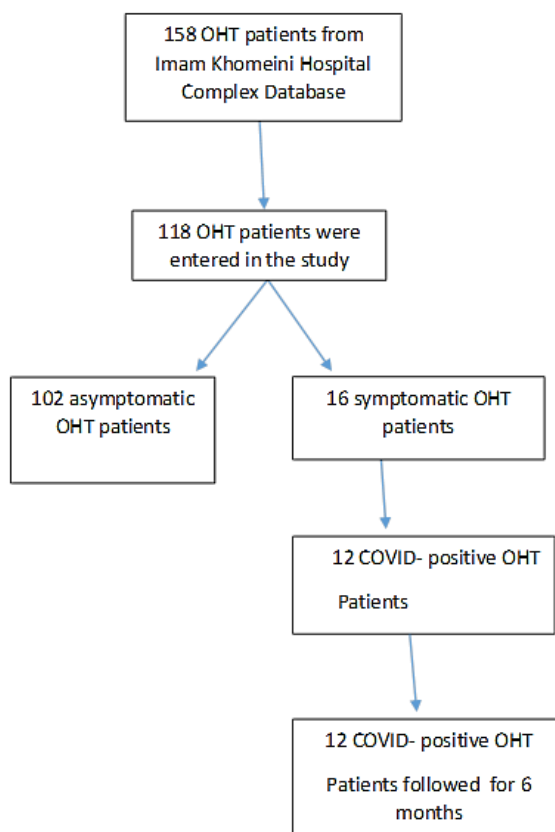 158 OHT patients from
Imam Khomeini Hospital
Complex Database
118 OHT patients were
entered in the study
102 asymptomatic
OHT patients
16 symptomatic OHT
patients
12 COVID- positive OHT
Patients
12 COVID- positive OHT
Patients followed for 6
months